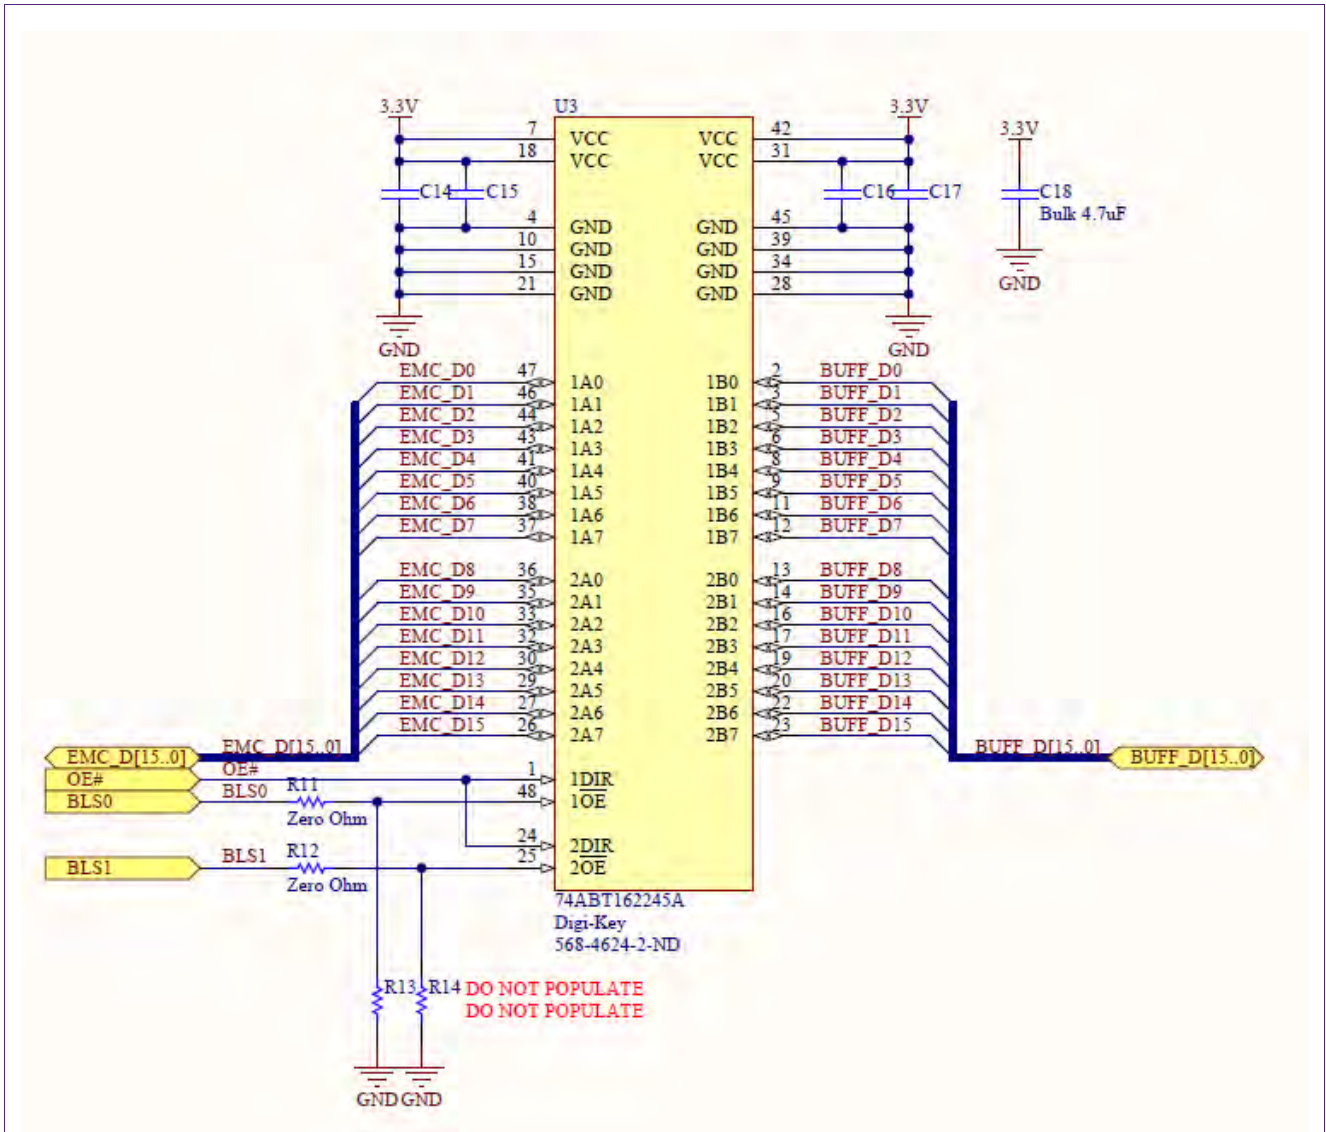 3.3V U3 3.3V
3.3V
7 VCC VCC 42
18 VCC VCC 31
C14 C15 C16 C17 C18
Bulk 4.7uF
4 GND GND 45
10 GND GND 39
15 GND GND 34
21 GND GND 28
GND
GND GND
EMC_D0 47 1A0 1B0 2 BUFF_D0
EMC_D1 46 1A1 1B1 3 BUFF_D1
EMC_D2 44 1A2 1B2 5 BUFF_D2
EMC_D3 43 1A3 1B3 6 BUFF_D3
EMC_D4 41 1A4 1B4 8 BUFF_D4
EMC_D5 40 1A5 1B5 9 BUFF_D5
EMC_D6 38 1A6 1B6 11 BUFF_D6
EMC_D7 37 1A7 1B7 12 BUFF_D7
EMC_D8 36 2A0 2B0 13 BUFF_D8
EMC_D9 35 2A1 2B1 14 BUFF_D9
EMC_D10 33 2A2 2B2 16 BUFF_D10
EMC_D11 32 2A3 2B3 17 BUFF_D11
EMC_D12 30 2A4 2B4 19 BUFF_D12
EMC_D13 29 2A5 2B5 20 BUFF_D13
EMC_D14 27 2A6 2B6 22 BUFF_D14
EMC_D15 26 2A7 2B7 23 BUFF_D15
EMC_D[15..0] EMC_D[15..0] BUFF_D[15..0] BUFF_D[15..0]
OE# OE# 1 1DIR
BLS0 BLS0 R11 48 1OE
Zero Ohm
24 2DIR
BLS1 BLS1 R12 25 2OE
Zero Ohm
74ABT162245A
Digi-Key
568-4624-2-ND
R13 R14 DO NOT POPULATE
DO NOT POPULATE
GND GND